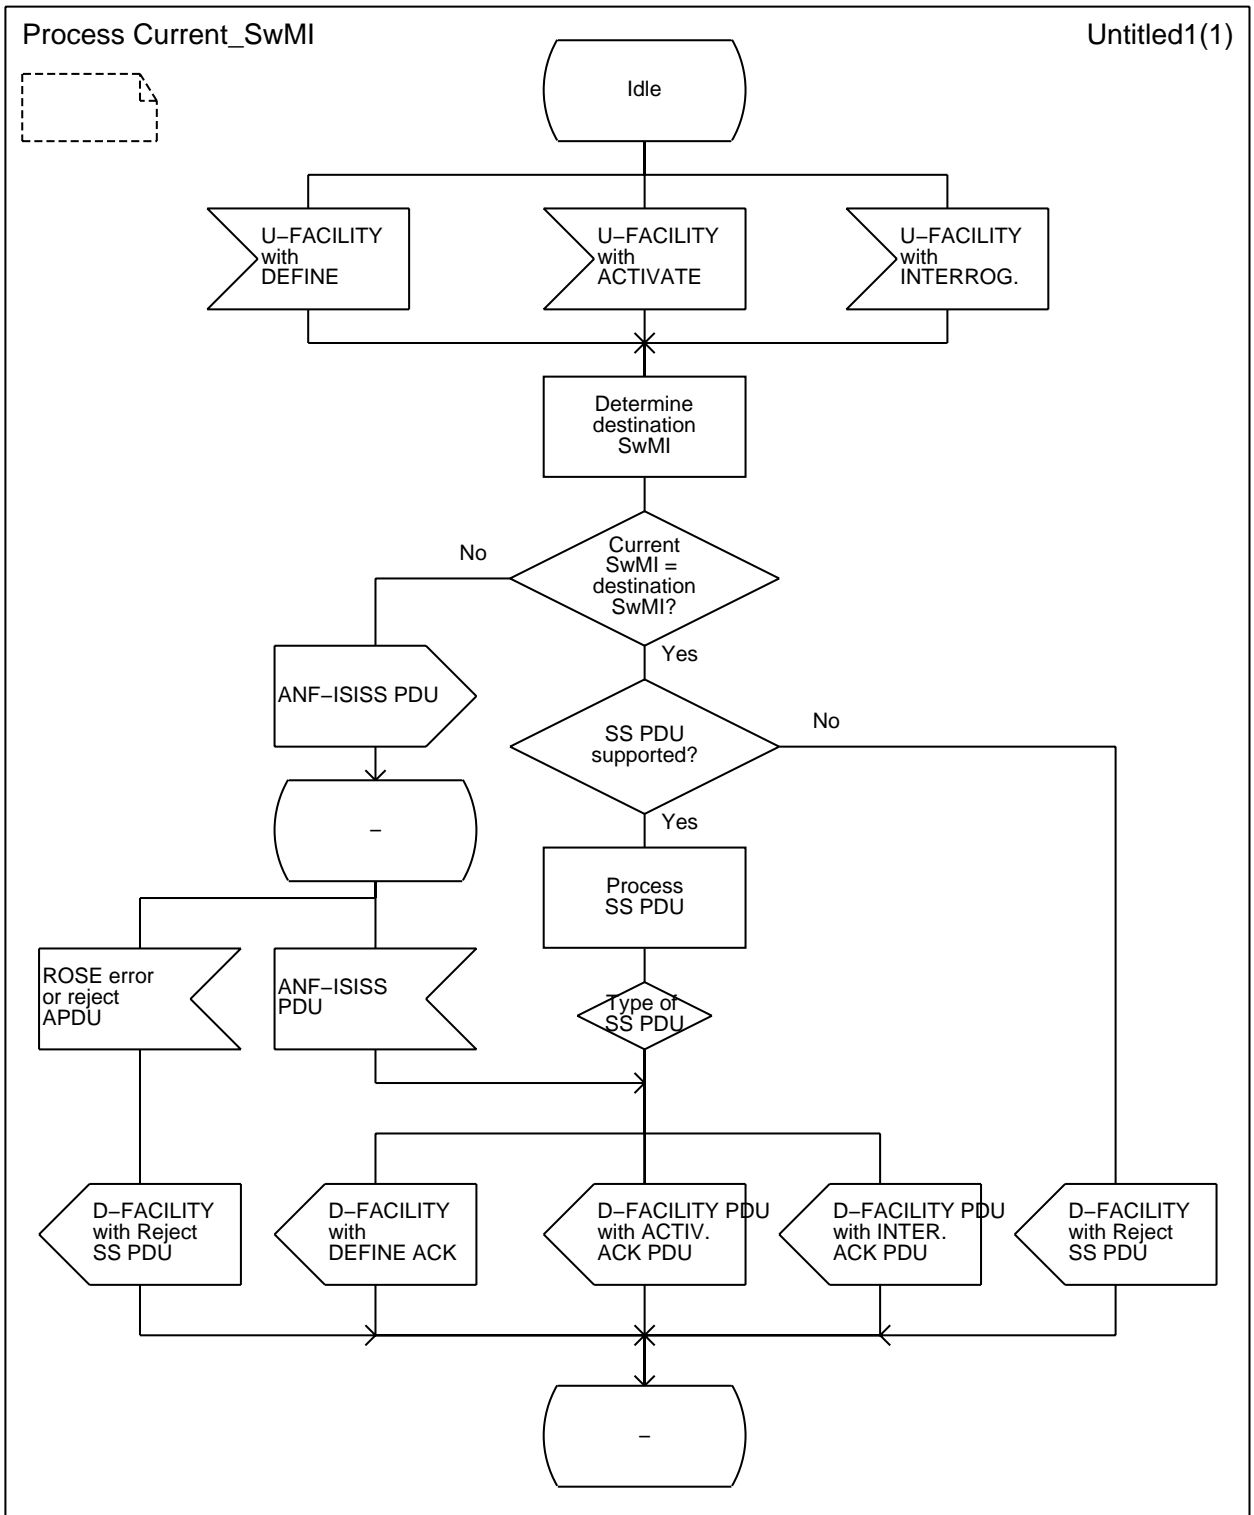 Process Current_SwMI
Untitled1(1)
Idle
U−FACILITY
with
DEFINE
U−FACILITY
with
ACTIVATE
U−FACILITY
with
INTERROG.
Determine
destination
SwMI
Current
SwMI =
destination
SwMI?
No
Yes
ANF−ISISS PDU
SS PDU
supported?
No
Yes
−
Process
SS PDU
ROSE error
or reject
APDU
ANF−ISISS
PDU
Type of
SS PDU
D−FACILITY
with Reject
SS PDU
D−FACILITY
with
DEFINE ACK
D−FACILITY PDU
with ACTIV.
ACK PDU
D−FACILITY PDU
with INTER.
ACK PDU
D−FACILITY
with Reject
SS PDU
−